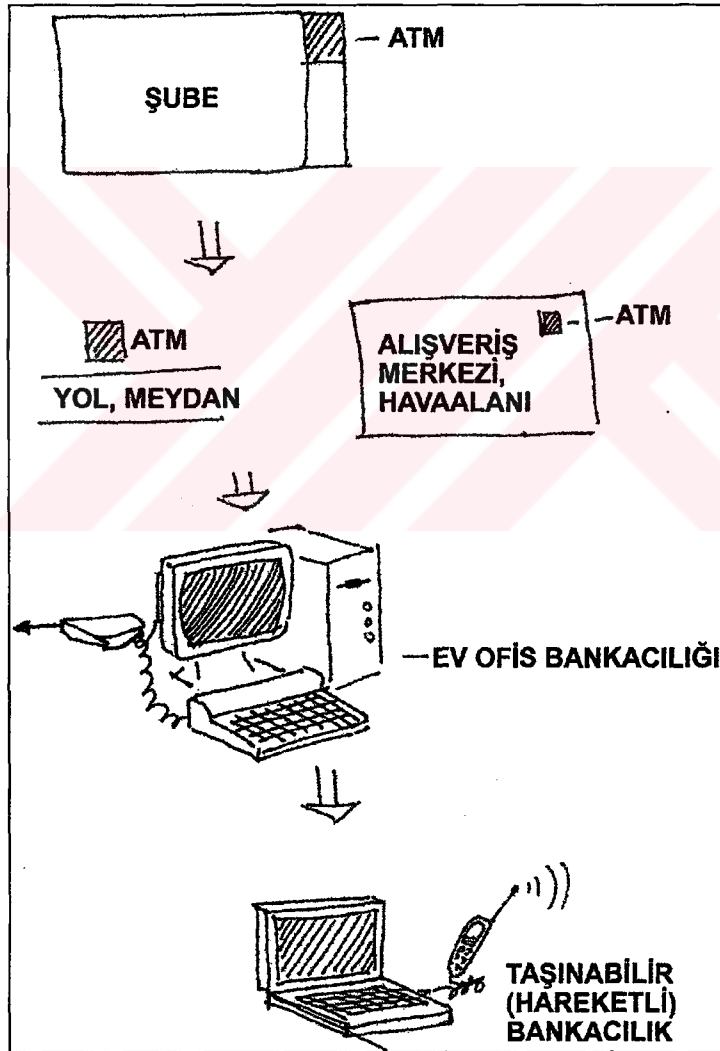 ATM
ŞUBE
ATM
YOL, MEYDAN
ATM
ALIŞVERİŞ
MERKEZİ,
HAVAALANI
EV OFİS BANKACILIĞI
TAŞINABİLİR
(HAREKETLİ)
BANKACILIK